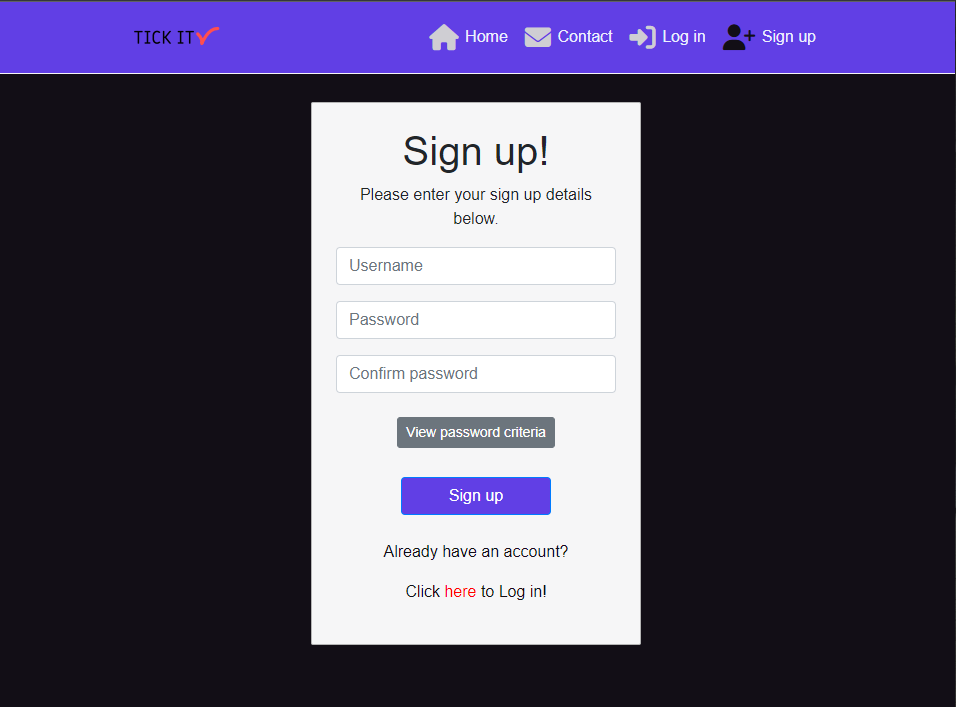 TICK IT
Home
Contact
Log in
Sign up
Sign up!
Please enter your sign up details
below.
Username
Password
Confirm password
View password criteria
Sign up
Already have an account?
Click here to Log in!